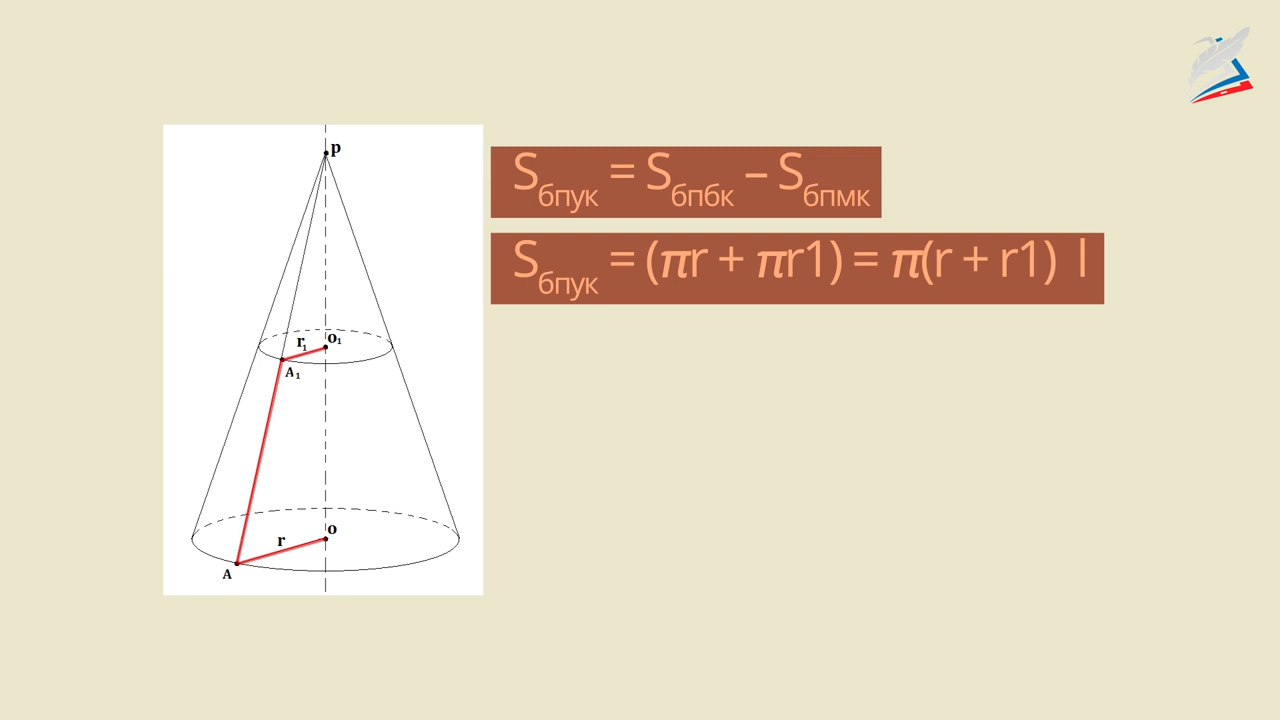 P
Sбпук = Sбпбк – Sбпмк
Sбпук = (πr + πr1) = π(r + r1) l
r₁
O₁
A₁
O
r
A